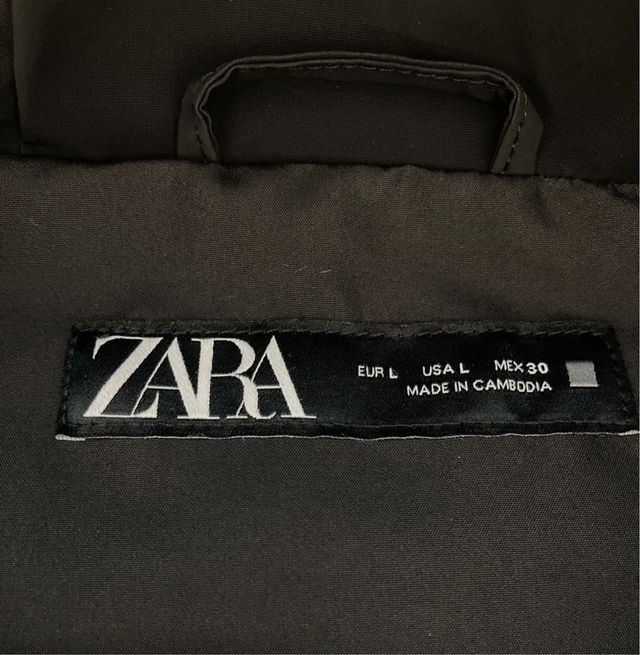 ZARA
EUR L USA L MEX 30
MADE IN CAMBODIA